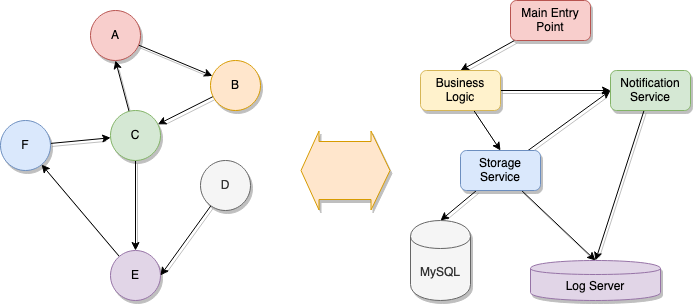 A
B
C
F
D
E
Main Entry
Point
Business
Logic
Notification
Service
Storage
Service
MySQL
Log Server